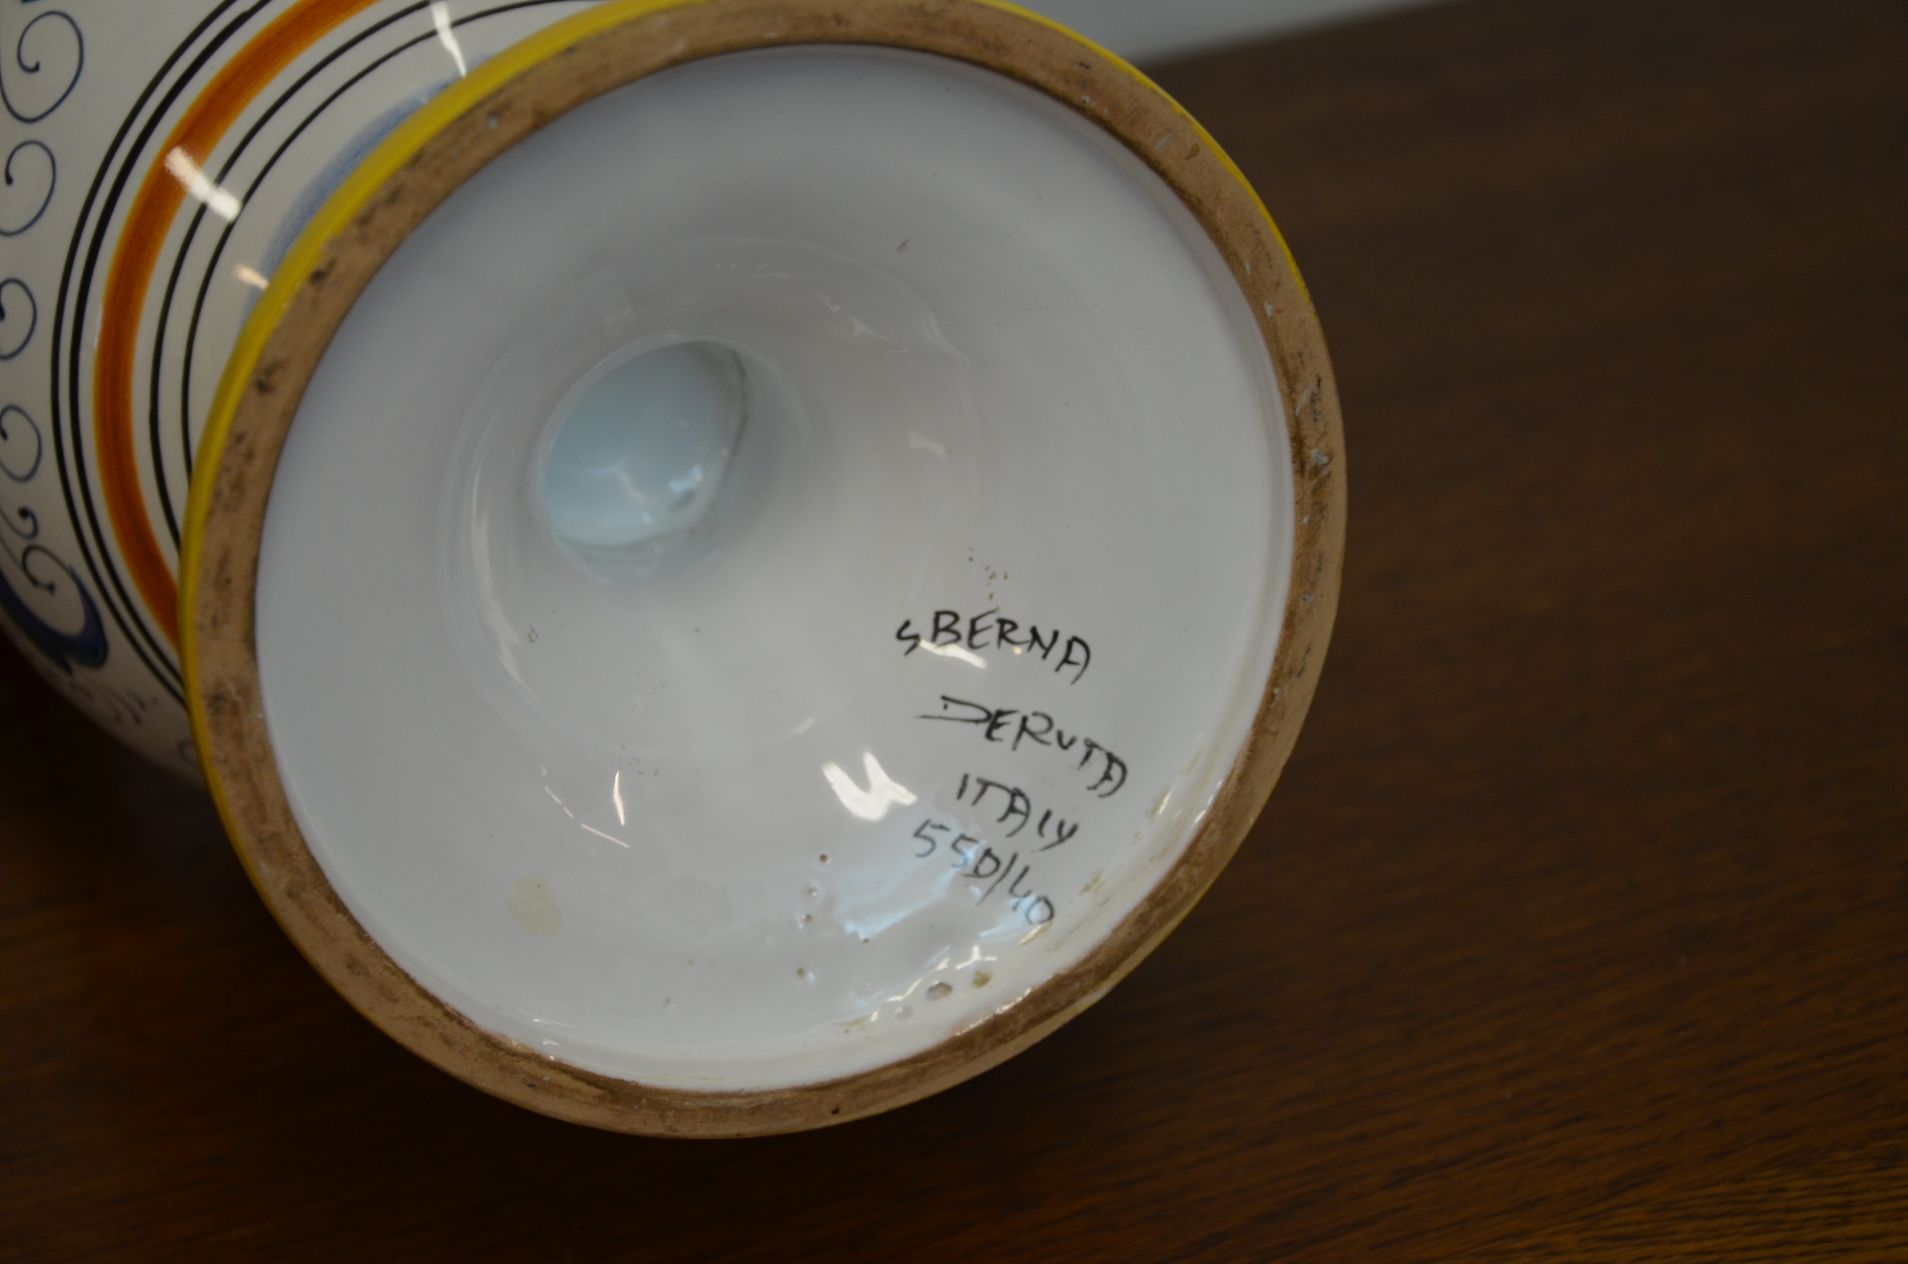 SBERNA
DERUTA
ITALY
550/40